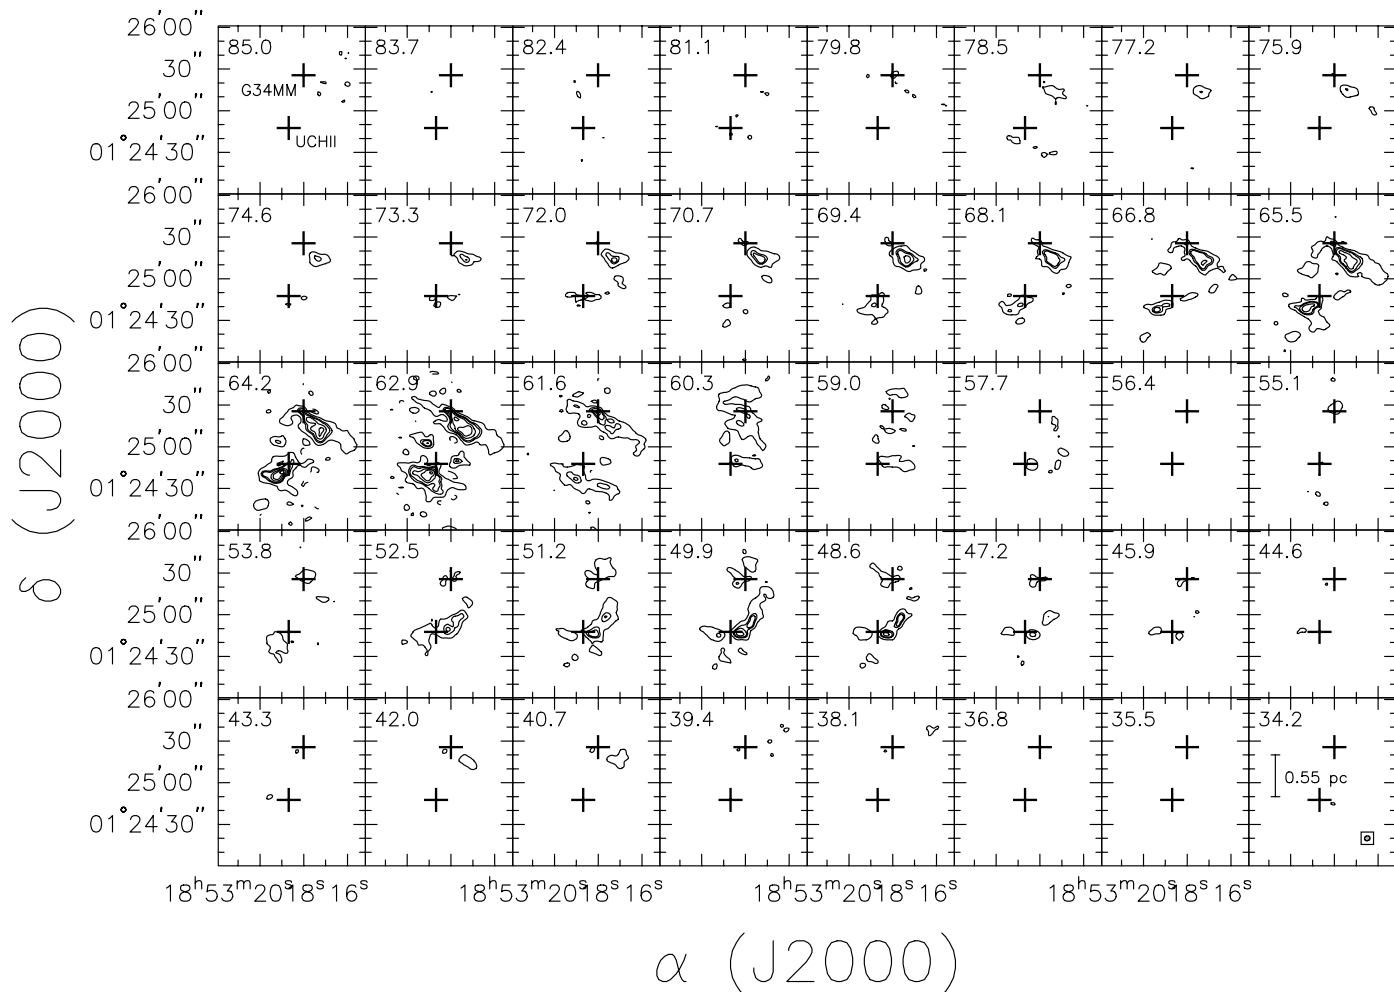 26′00″
30″
25′00″
01°24′30″
85.0 83.7 82.4 81.1 79.8 78.5 77.2 75.9
G34MM
UCHII
26′00″
30″
25′00″
01°24′30″
74.6 73.3 72.0 70.7 69.4 68.1 66.8 65.5
26′00″
30″
25′00″
01°24′30″
64.2 62.9 61.6 60.3 59.0 57.7 56.4 55.1
26′00″
30″
25′00″
01°24′30″
53.8 52.5 51.2 49.9 48.6 47.2 45.9 44.6
26′00″
30″
25′00″
01°24′30″
43.3 42.0 40.7 39.4 38.1 36.8 35.5 34.2
0.55 pc
18ʰ53ᵐ20ˢ18ˢ16ˢ 18ʰ53ᵐ20ˢ18ˢ16ˢ 18ʰ53ᵐ20ˢ18ˢ16ˢ 18ʰ53ᵐ20ˢ18ˢ16ˢ
α (J2000)
δ (J2000)